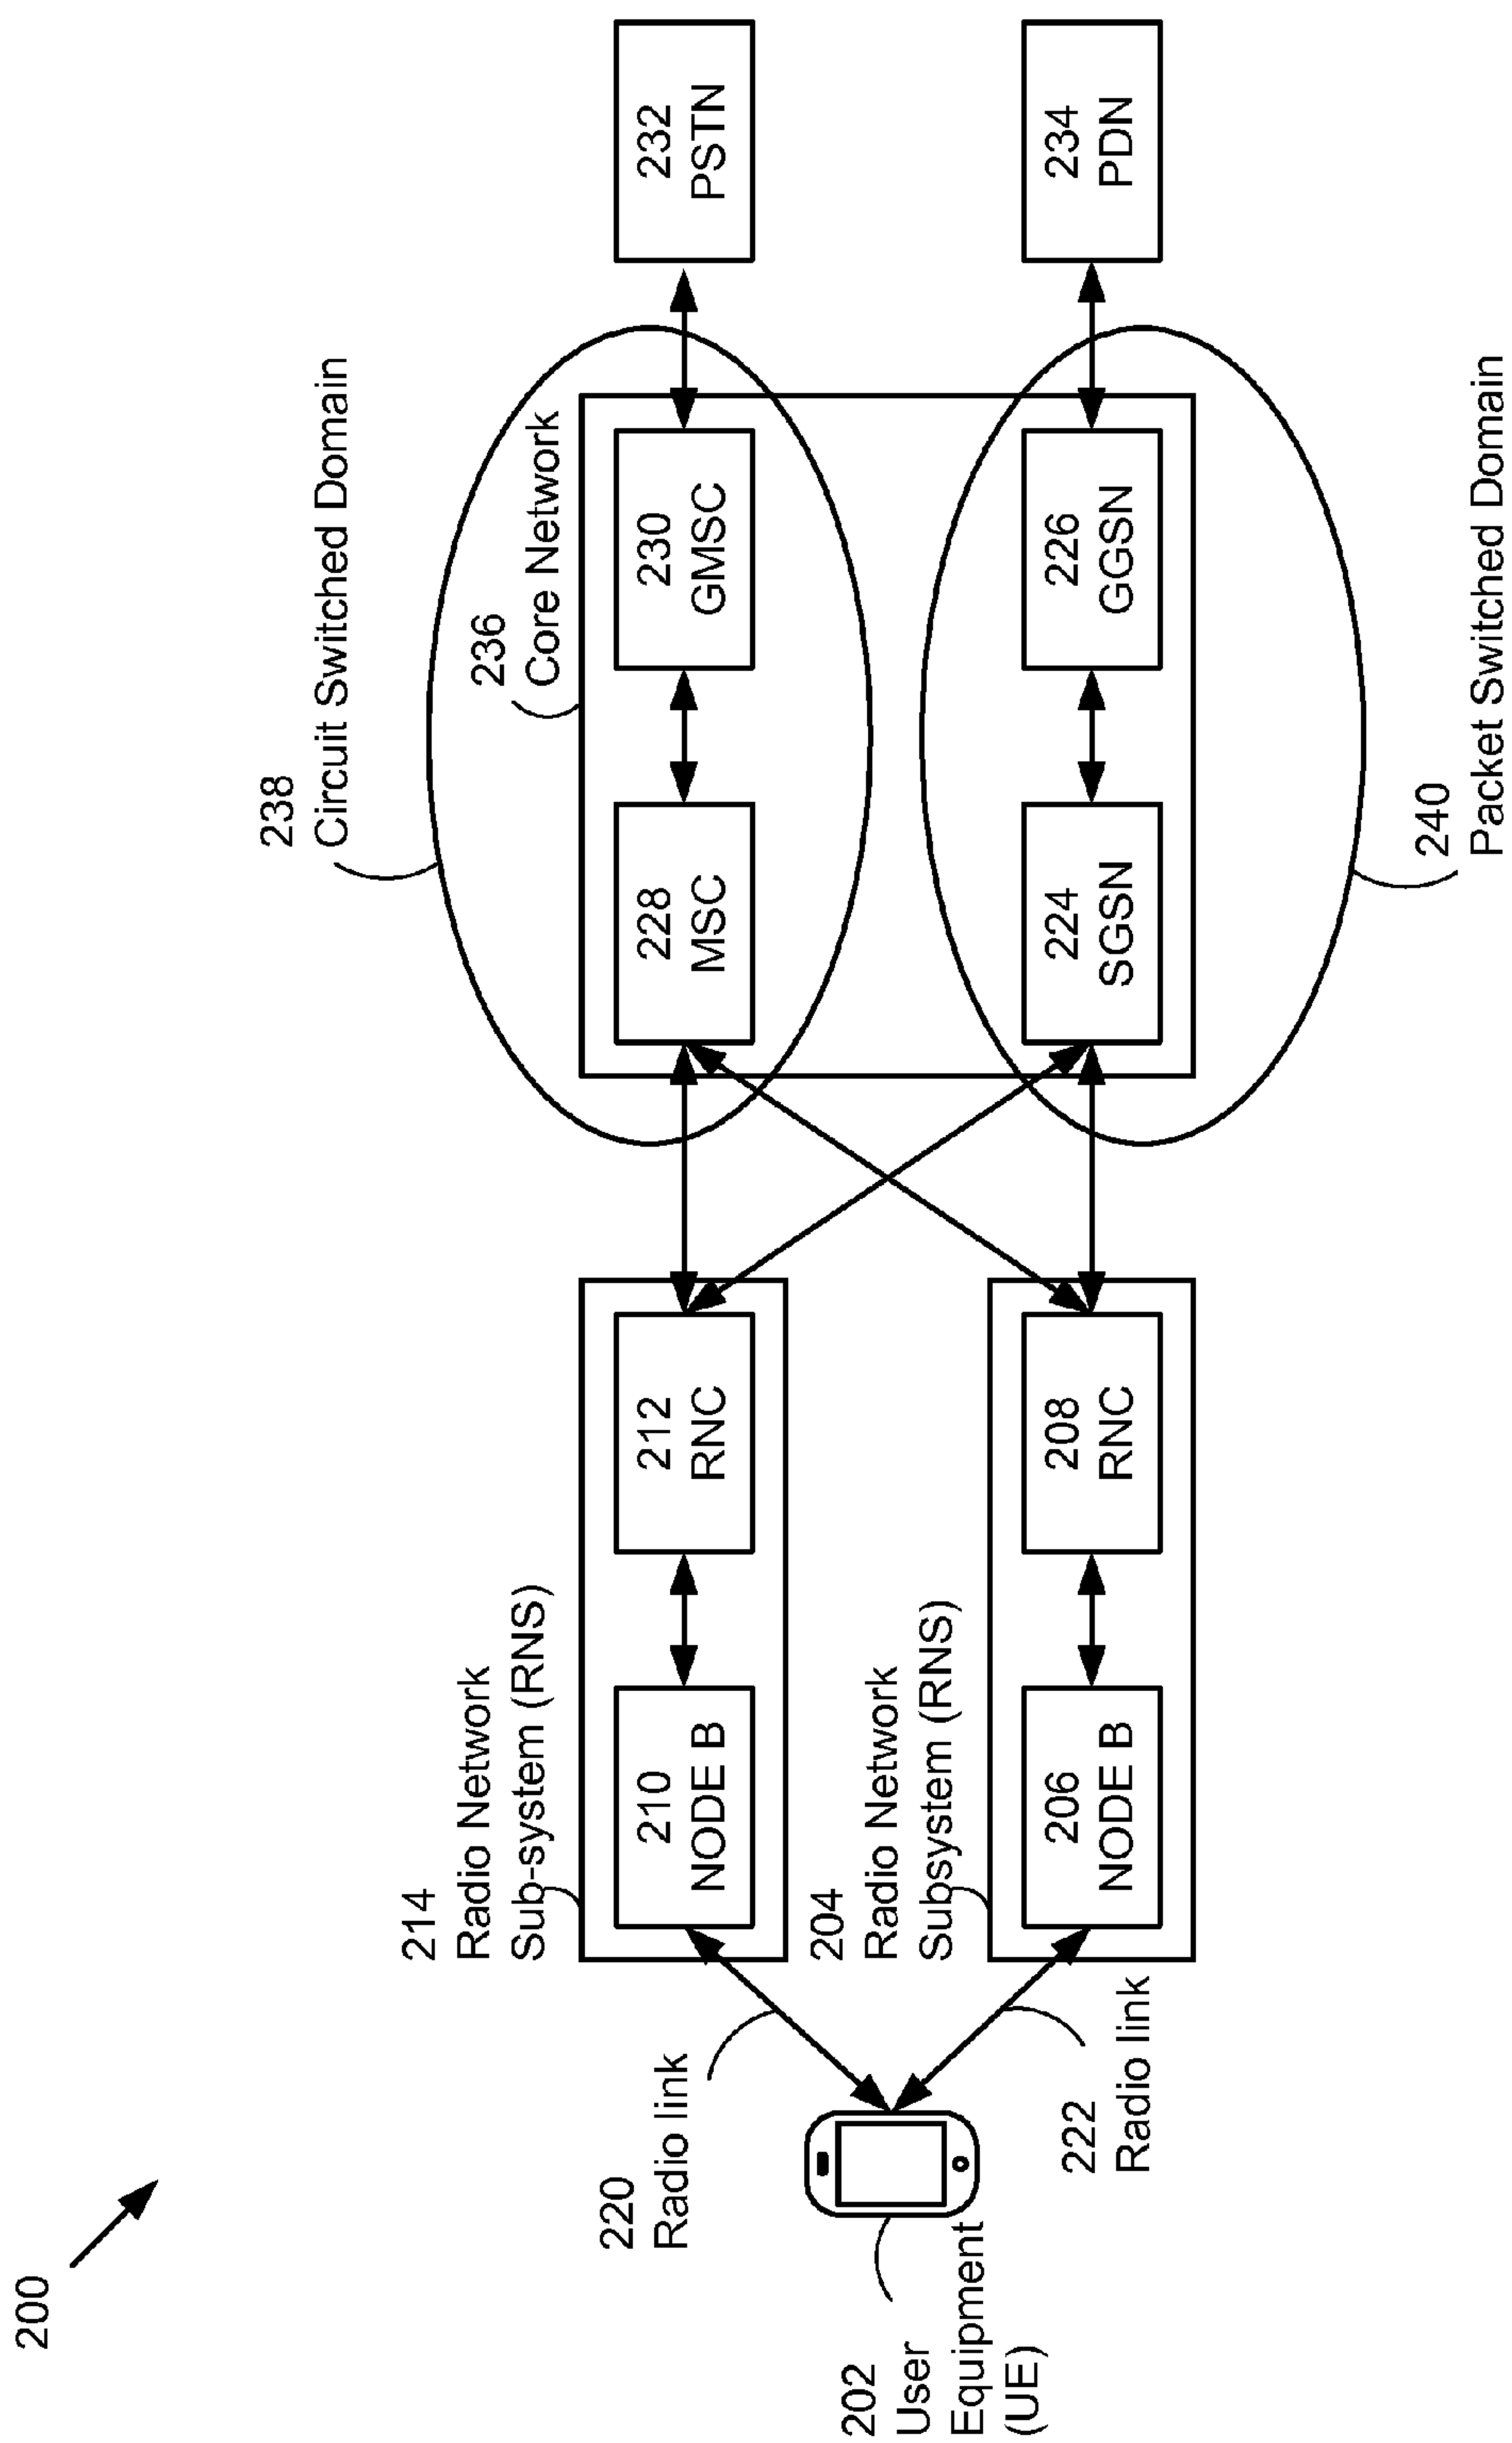 200
202
User
Equipment
(UE)
220
Radio link
222
Radio link
214
Radio Network
Sub-system (RNS)
210
NODE B
212
RNC
204
Radio Network
Subsystem (RNS)
206
NODE B
208
RNC
238
Circuit Switched Domain
236
Core Network
228
MSC
230
GMSC
224
SGSN
226
GGSN
240
Packet Switched Domain
232
PSTN
234
PDN